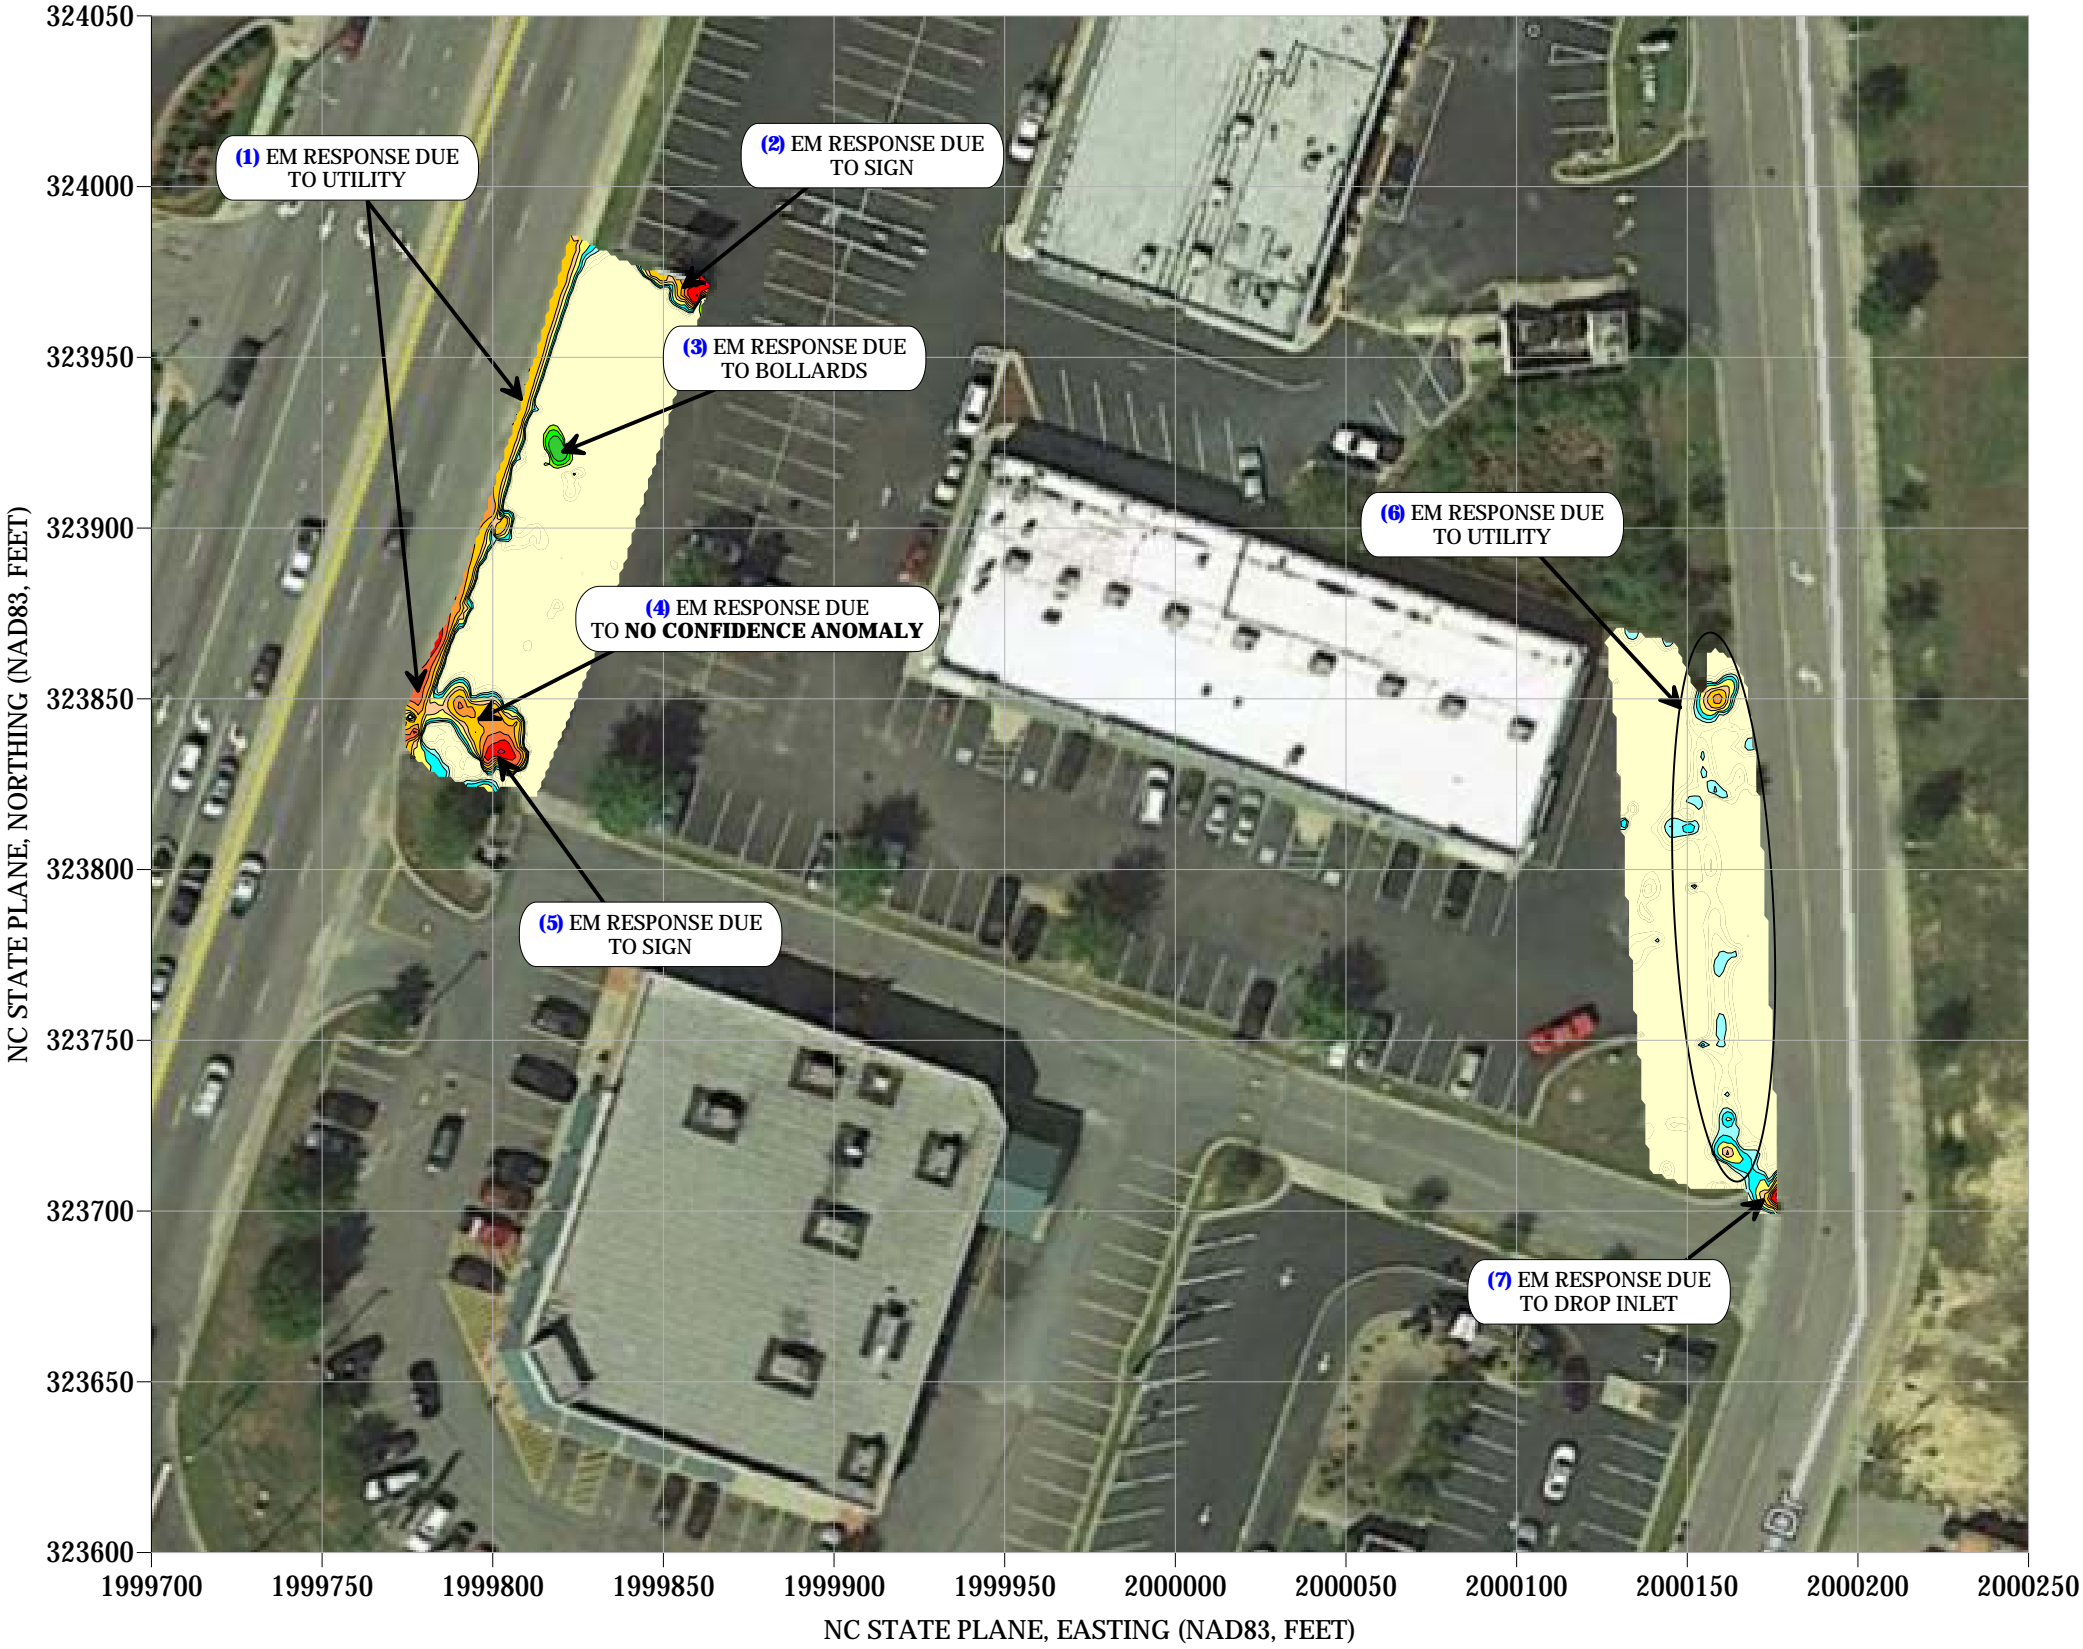 324050
324000
323950
323900
323850
323800
323750
323700
323650
323600
NC STATE PLANE, NORTHING (NAD83, FEET)
(1) EM RESPONSE DUE
TO UTILITY
(2) EM RESPONSE DUE
TO SIGN
(3) EM RESPONSE DUE
TO BOLLARDS
(6) EM RESPONSE DUE
TO UTILITY
(4) EM RESPONSE DUE
TO NO CONFIDENCE ANOMALY
(5) EM RESPONSE DUE
TO SIGN
(7) EM RESPONSE DUE
TO DROP INLET
Dr
1999700 1999750 1999800 1999850 1999900 1999950 2000000 2000050 2000100 2000150 2000200 2000250
NC STATE PLANE, EASTING (NAD83, FEET)